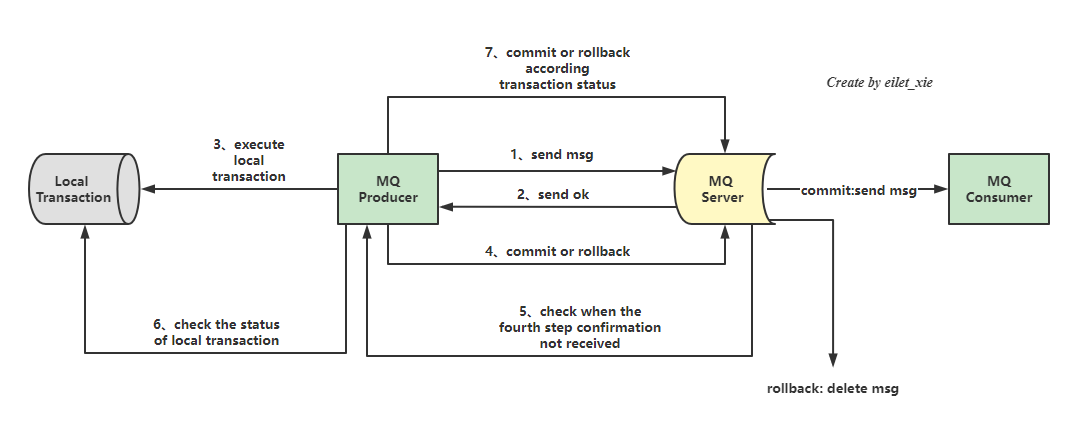 7、commit or rollback
according
transaction status
Create by eilet_xie
3、execute
local
transaction
1、send msg
Local
Transaction
MQ
Producer
2、send ok
MQ
Server
commit:send msg
MQ
Consumer
4、commit or rollback
6、check the status
of local transaction
5、check when the
fourth step confirmation
not received
rollback: delete msg